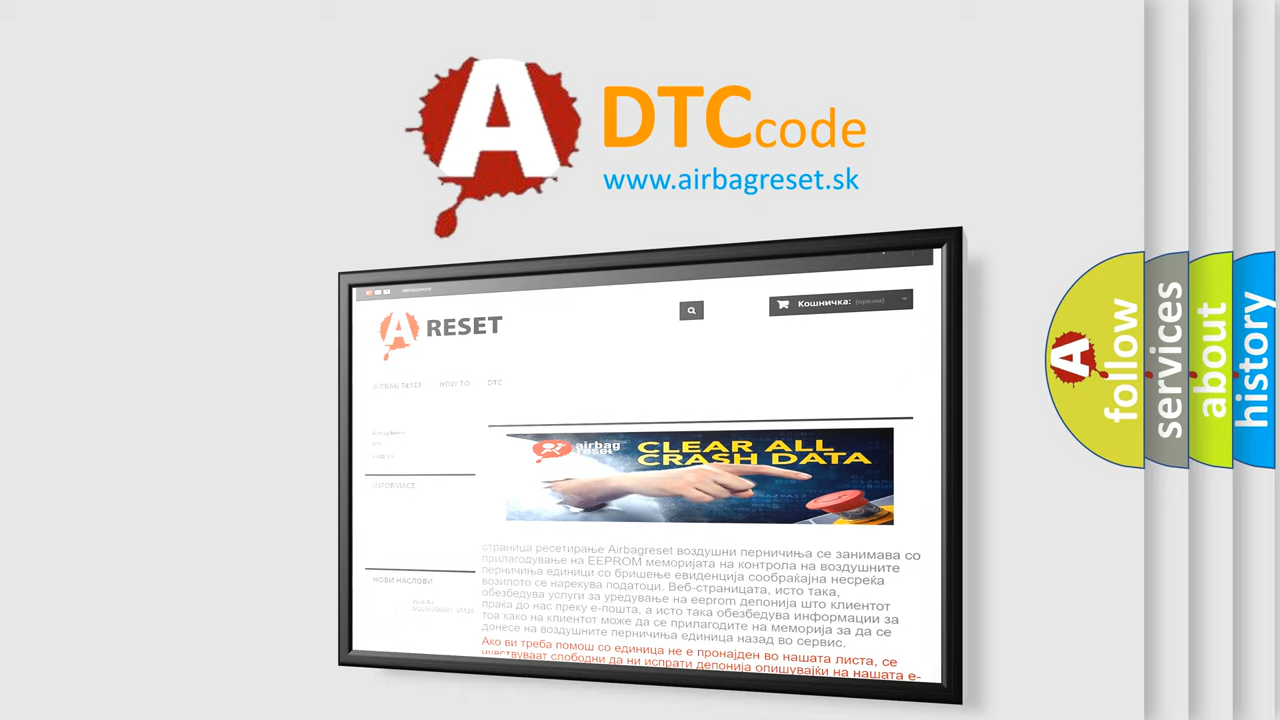 A
DTC code
www.airbagreset.sk
A RESET
Кошничка: (празна)
AIRBAG RESET HOW TO DTC
INFORMACE
airbag
reset
CLEAR ALL
CRASH DATA
страница ресетирање Airbagreset воздушни перничиња се занимава со
прилагодување на EEPROM меморијата на контрола на воздушните
перничиња единици со бришење евиденција сообраќајна несреќа
возилото се нарекува податоци. Веб-страницата, исто така,
обезбедува услуги за уредување на eeprom депонија што клиентот
праќа до нас преку е-пошта, а исто така обезбедува информации за
тоа како на клиентот може да се прилагодите на меморија за да се
донесе на воздушните перничиња единица назад во сервис.
Ако ви треба помош со единица не е пронајден во нашата листа, се
чувствуваат слободни да ни испрати депонија опишувајќи на нашата е-
НОВИ НАСЛОВИ
A
follow
services
about
history